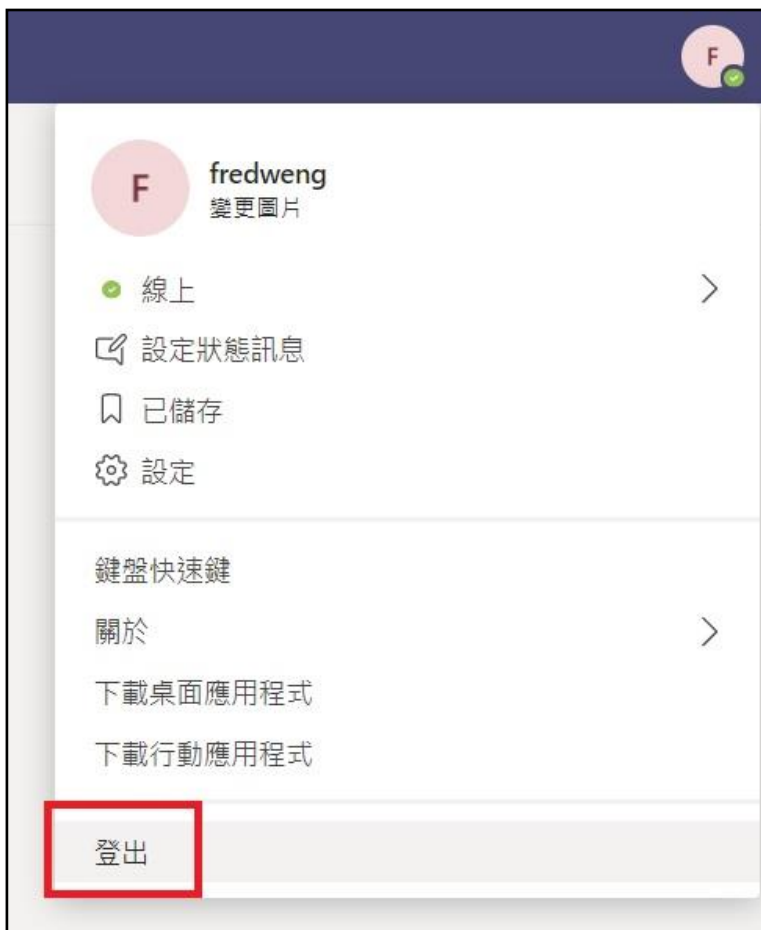 F
F
fredweng
變更圖片
線上
設定狀態訊息
已儲存
設定
鍵盤快速鍵
關於
下載桌面應用程式
下載行動應用程式
登出